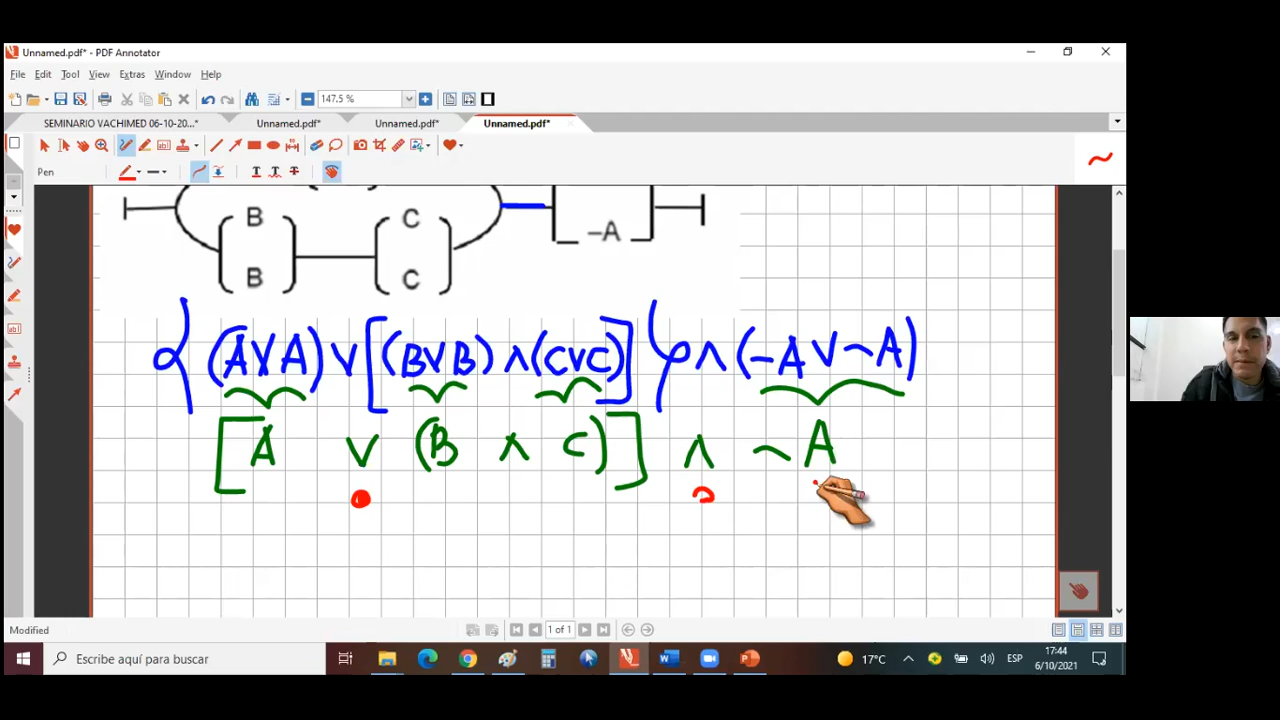 Unnamed.pdf* - PDF Annotator
File Edit Tool View Extras Window Help
147.5 %
SEMINARIO VACHIMED 06-10-20...* Unnamed.pdf* Unnamed.pdf* Unnamed.pdf*
Pen
B C
–A
B C
{(A∨A)∨[(B∨B)∧(C∨C)]}∧(-A∨~A)
[A ∨ (B ∧ C)] ∧ ~A
1 of 1
Modified
Escribe aquí para buscar
17°C
ESP
17:44
6/10/2021